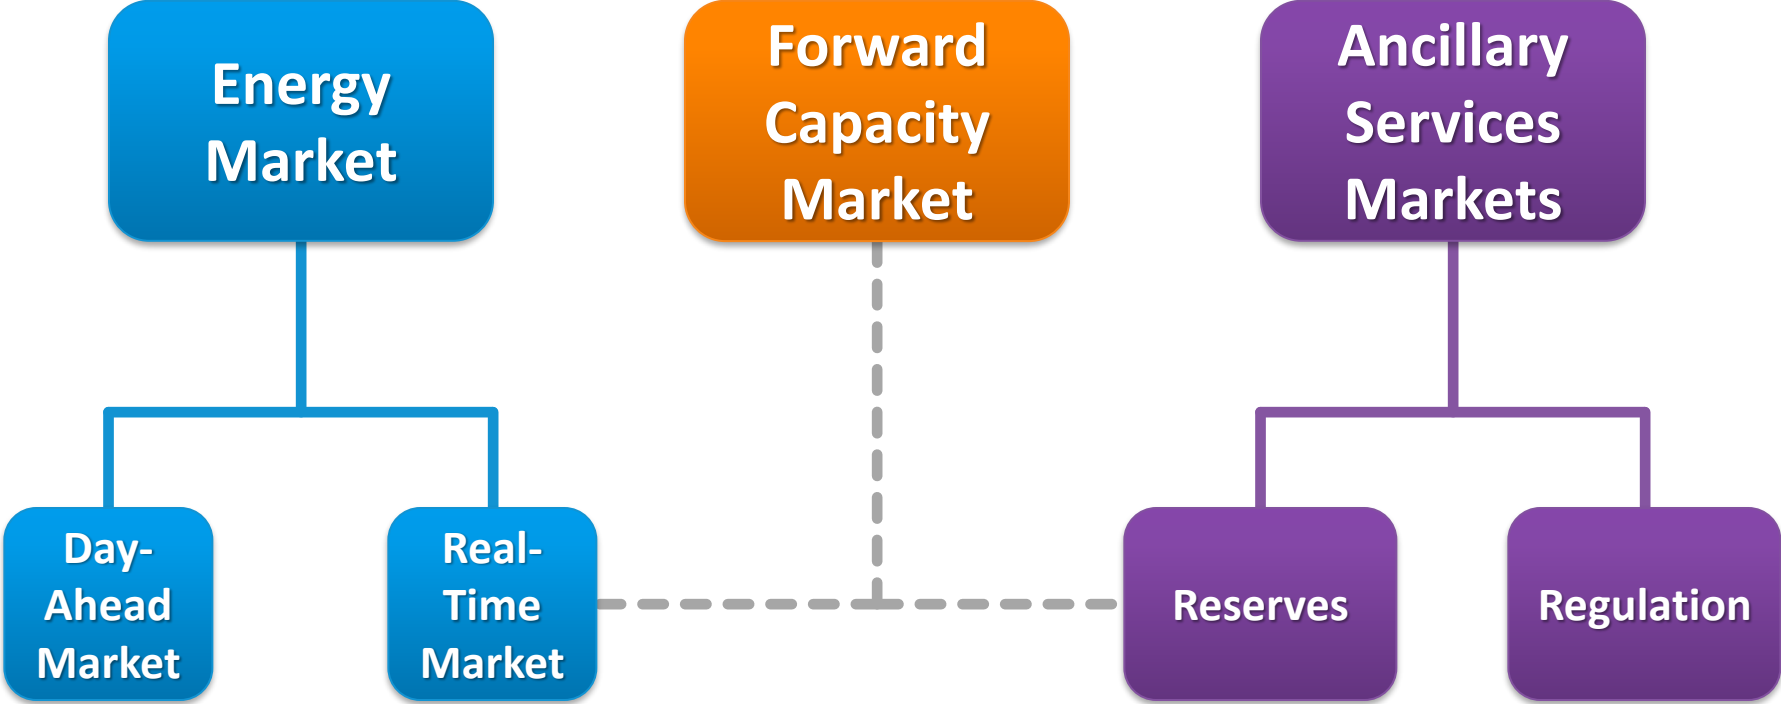 Energy
Market
Forward
Capacity
Market
Ancillary
Services
Markets
Day-
Ahead
Market
Real-
Time
Market
Reserves
Regulation